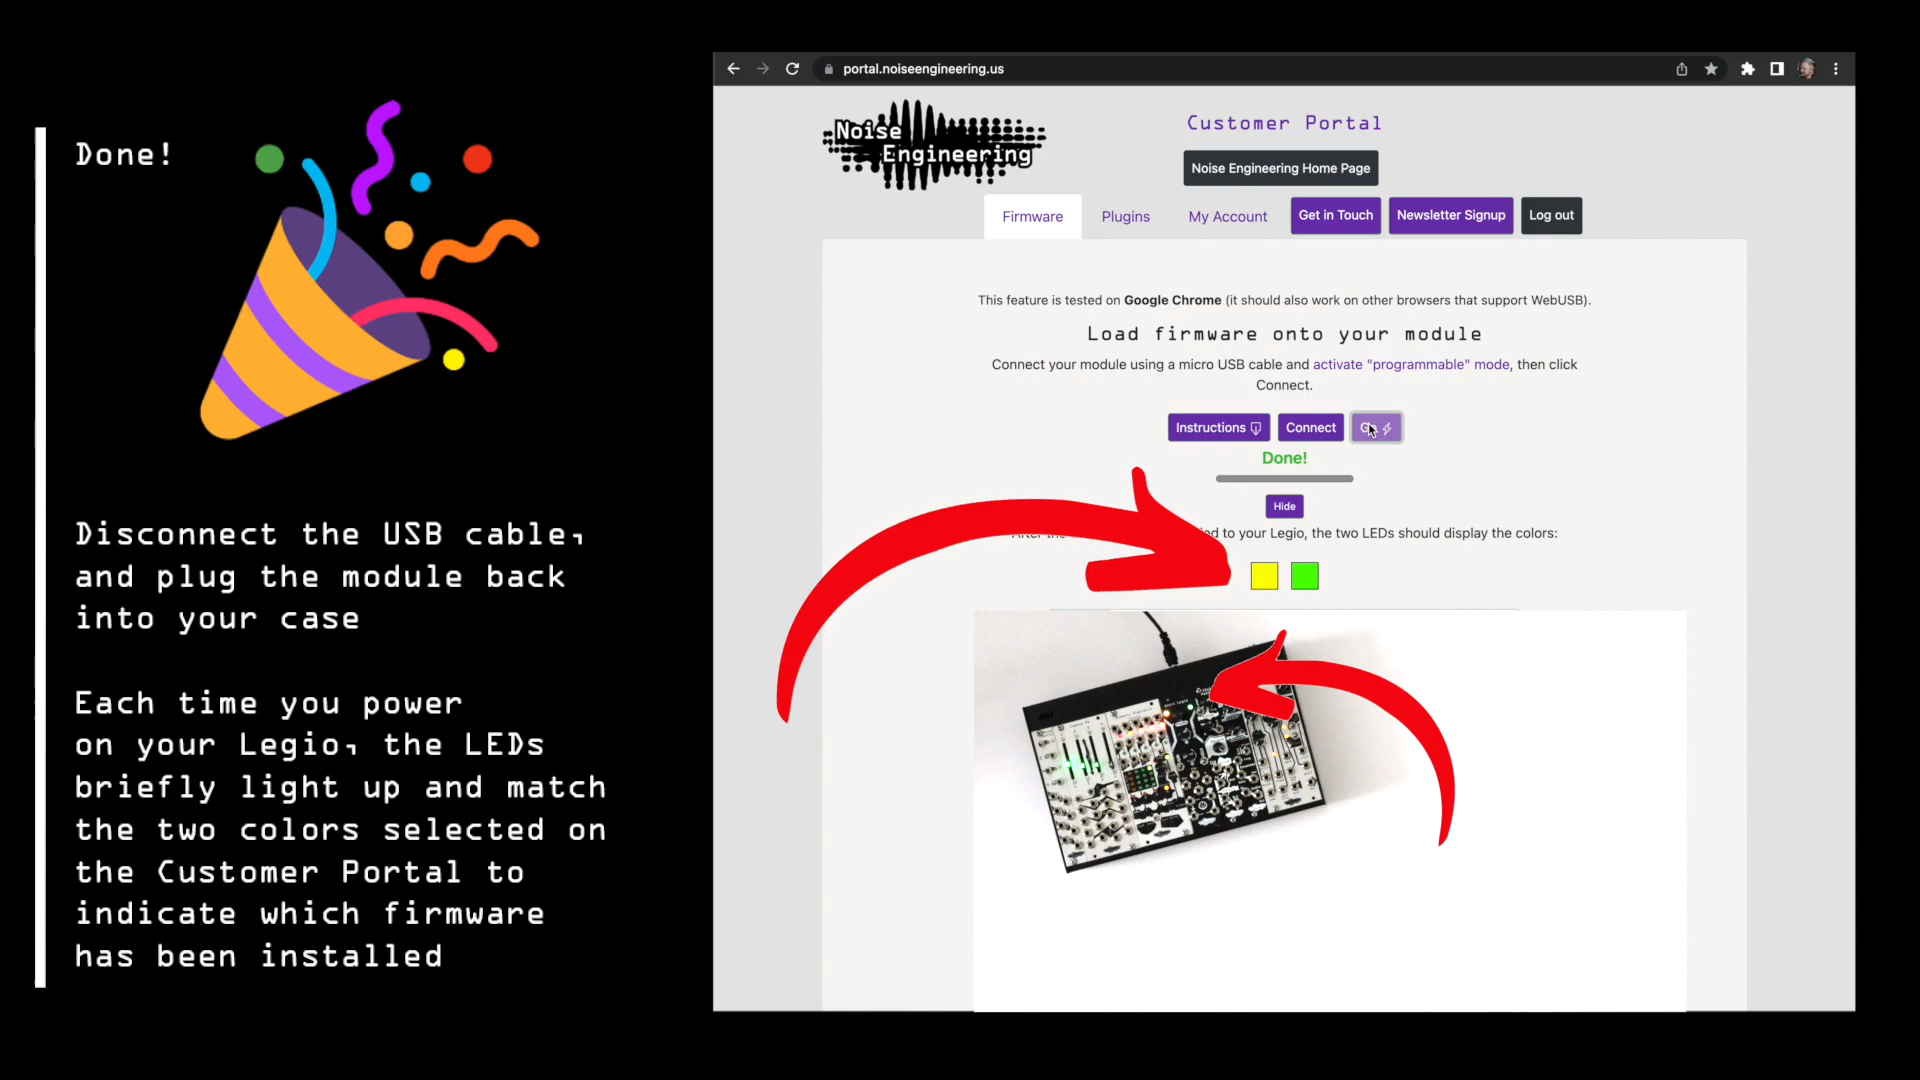 Done!
Disconnect the USB cable,
and plug the module back
into your case
Each time you power
on your Legio, the LEDs
briefly light up and match
the two colors selected on
the Customer Portal to
indicate which firmware
has been installed
portal.noiseengineering.us
Noise
Engineering
Customer Portal
Noise Engineering Home Page
Firmware Plugins My Account Get in Touch Newsletter Signup Log out
This feature is tested on Google Chrome (it should also work on other browsers that support WebUSB).
Load firmware onto your module
Connect your module using a micro USB cable and activate "programmable" mode, then click
Connect.
Instructions Connect
Done!
Hide
After the to your Legio, the two LEDs should display the colors: